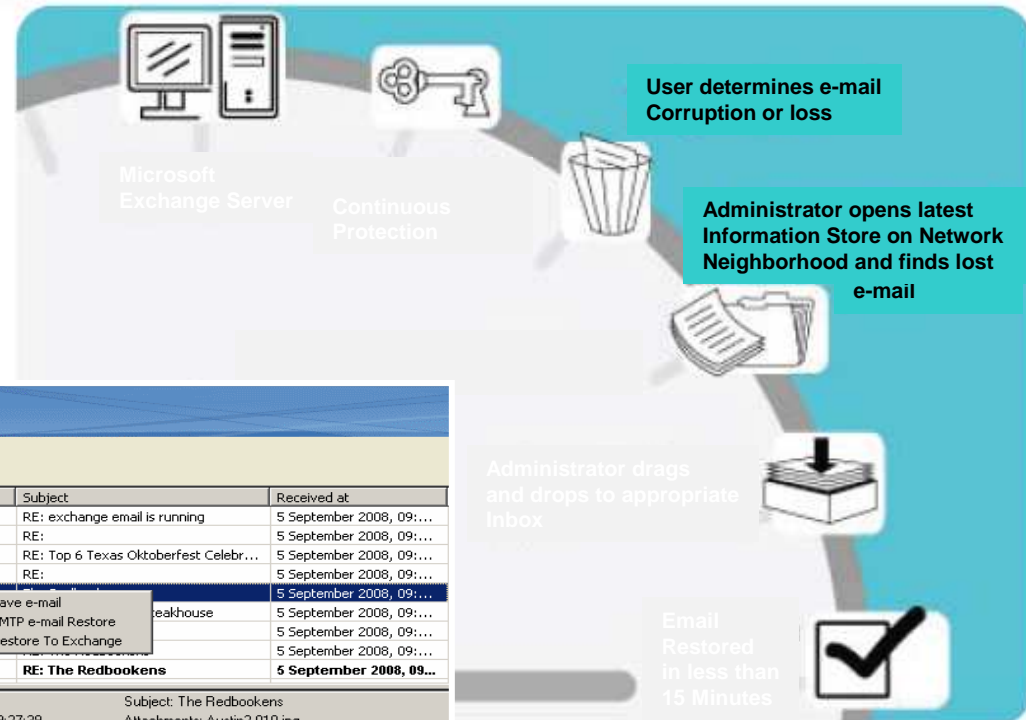 User determines e-mail
Corruption or loss
Microsoft
Exchange Server
Continuous
Protection
Administrator opens latest
Information Store on Network
Neighborhood and finds lost
e-mail
Administrator drags
and drops to appropriate
Inbox
Email
Restored
in less than
15 Minutes
Subject Received at
RE: exchange email is running 5 September 2008, 09:...
RE: 5 September 2008, 09:...
RE: Top 6 Texas Oktoberfest Celebr... 5 September 2008, 09:...
RE: 5 September 2008, 09:...
5 September 2008, 09:...
ave e-mail
MTP e-mail Restore
estore To Exchange
eakhouse 5 September 2008, 09:...
5 September 2008, 09:...
5 September 2008, 09:...
RE: The Redbookens 5 September 2008, 09...
Subject: The Redbookens